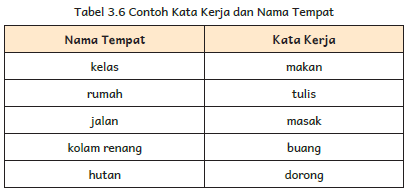 Tabel 3.6 Contoh Kata Kerja dan Nama Tempat
Nama Tempat Kata Kerja
kelas makan
rumah tulis
jalan masak
kolam renang buang
hutan dorong